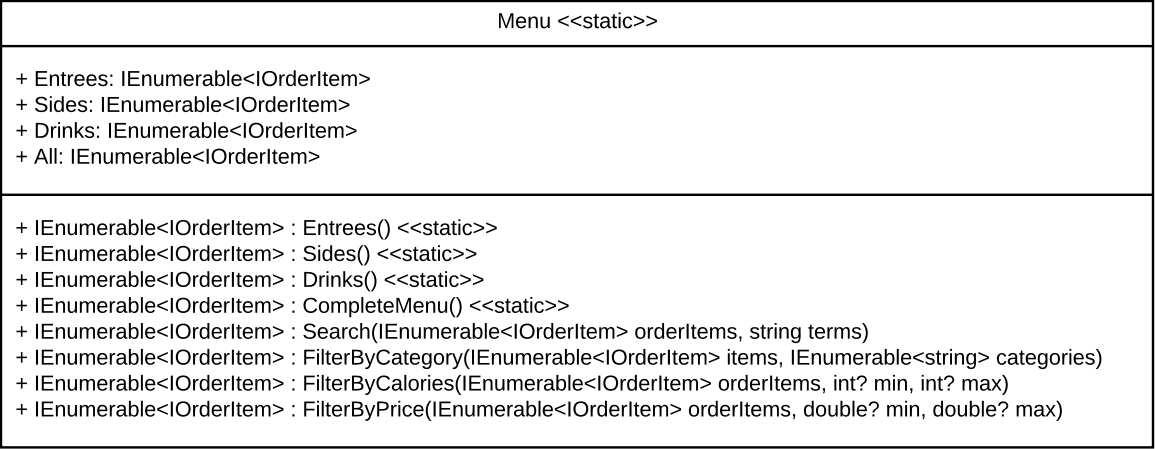 Menu <<static>>
+ Entrees: IEnumerable<IOrderItem>
+ Sides: IEnumerable<IOrderItem>
+ Drinks: IEnumerable<IOrderItem>
+ All: IEnumerable<IOrderItem>
+ IEnumerable<IOrderItem> : Entrees() <<static>>
+ IEnumerable<IOrderItem> : Sides() <<static>>
+ IEnumerable<IOrderItem> : Drinks() <<static>>
+ IEnumerable<IOrderItem> : CompleteMenu() <<static>>
+ IEnumerable<IOrderItem> : Search(IEnumerable<IOrderItem> orderItems, string terms)
+ IEnumerable<IOrderItem> : FilterByCategory(IEnumerable<IOrderItem> items, IEnumerable<string> categories)
+ IEnumerable<IOrderItem> : FilterByCalories(IEnumerable<IOrderItem> orderItems, int? min, int? max)
+ IEnumerable<IOrderItem> : FilterByPrice(IEnumerable<IOrderItem> orderItems, double? min, double? max)